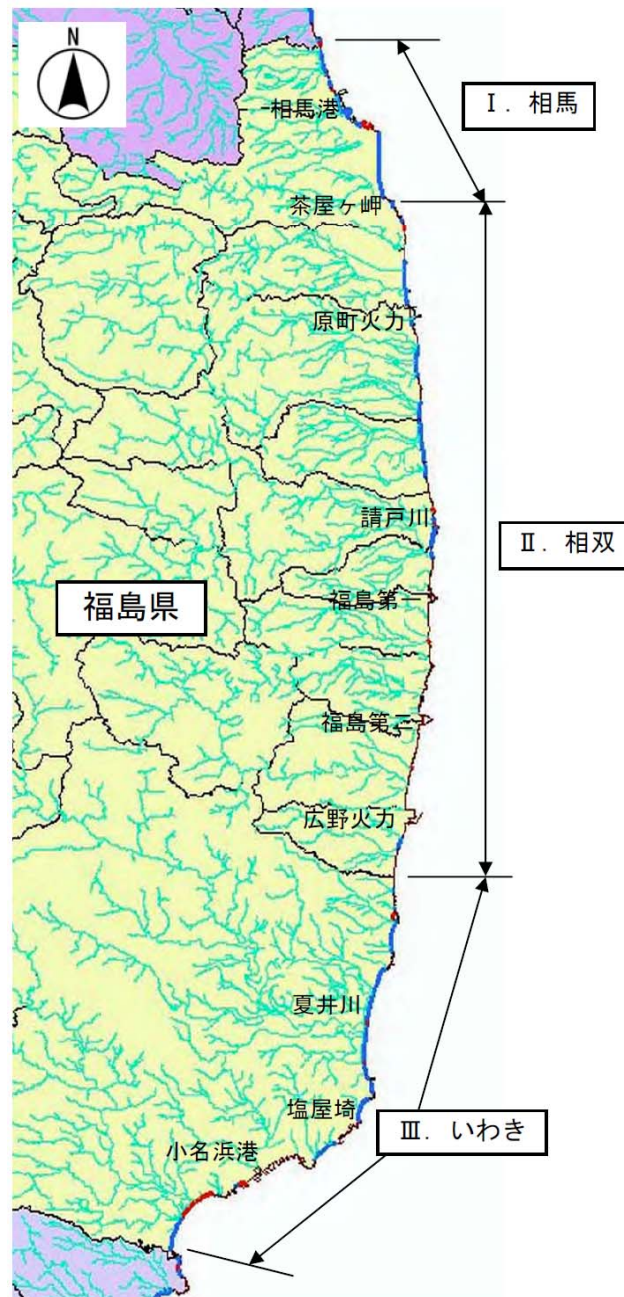 N
相馬港
Ⅰ．相馬
茶屋ヶ岬
原町火力
請戸川
Ⅱ．相双
福島第一
福島県
福島第二
広野火力
夏井川
塩屋埼
Ⅲ．いわき
小名浜港